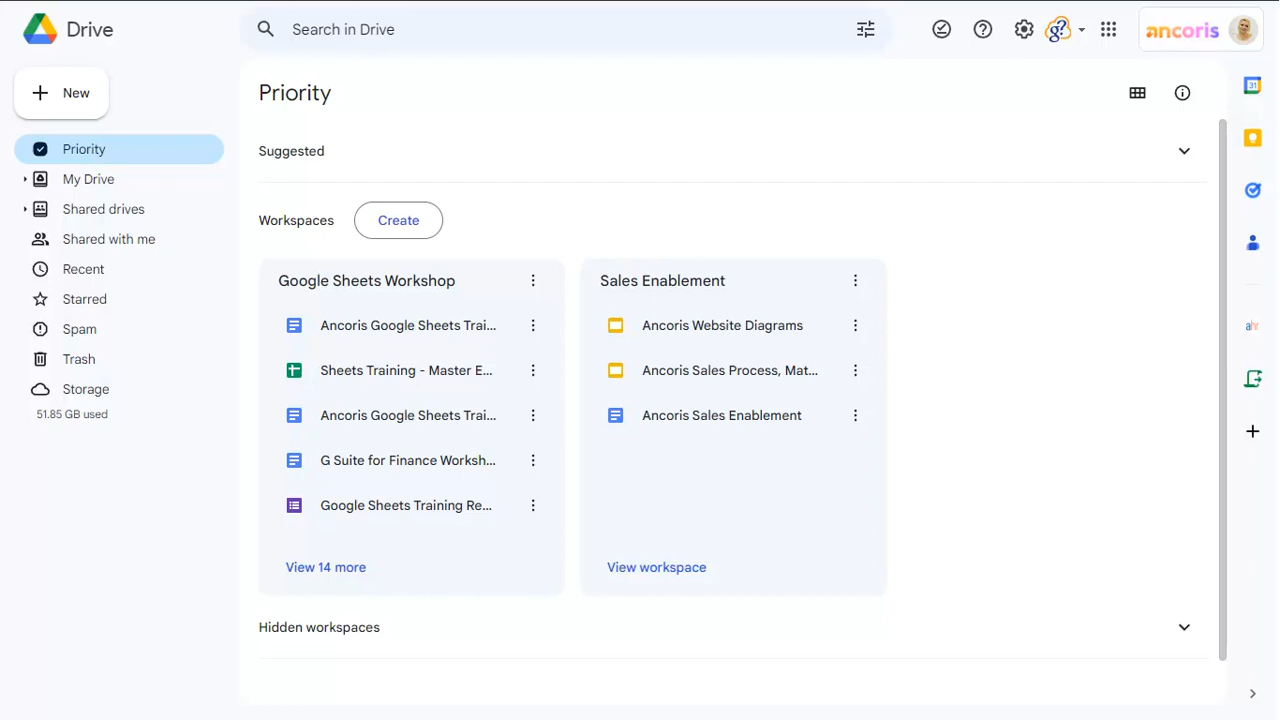 Drive
Search in Drive
ancoris
New
Priority
My Drive
Shared drives
Shared with me
Recent
Starred
Spam
Trash
Storage
51.85 GB used
Priority
Suggested
Workspaces
Create
Google Sheets Workshop
Ancoris Google Sheets Trai...
Sheets Training - Master E...
Ancoris Google Sheets Trai...
G Suite for Finance Worksh...
Google Sheets Training Re...
View 14 more
Sales Enablement
Ancoris Website Diagrams
Ancoris Sales Process, Mat...
Ancoris Sales Enablement
View workspace
Hidden workspaces
31
ahr
g?